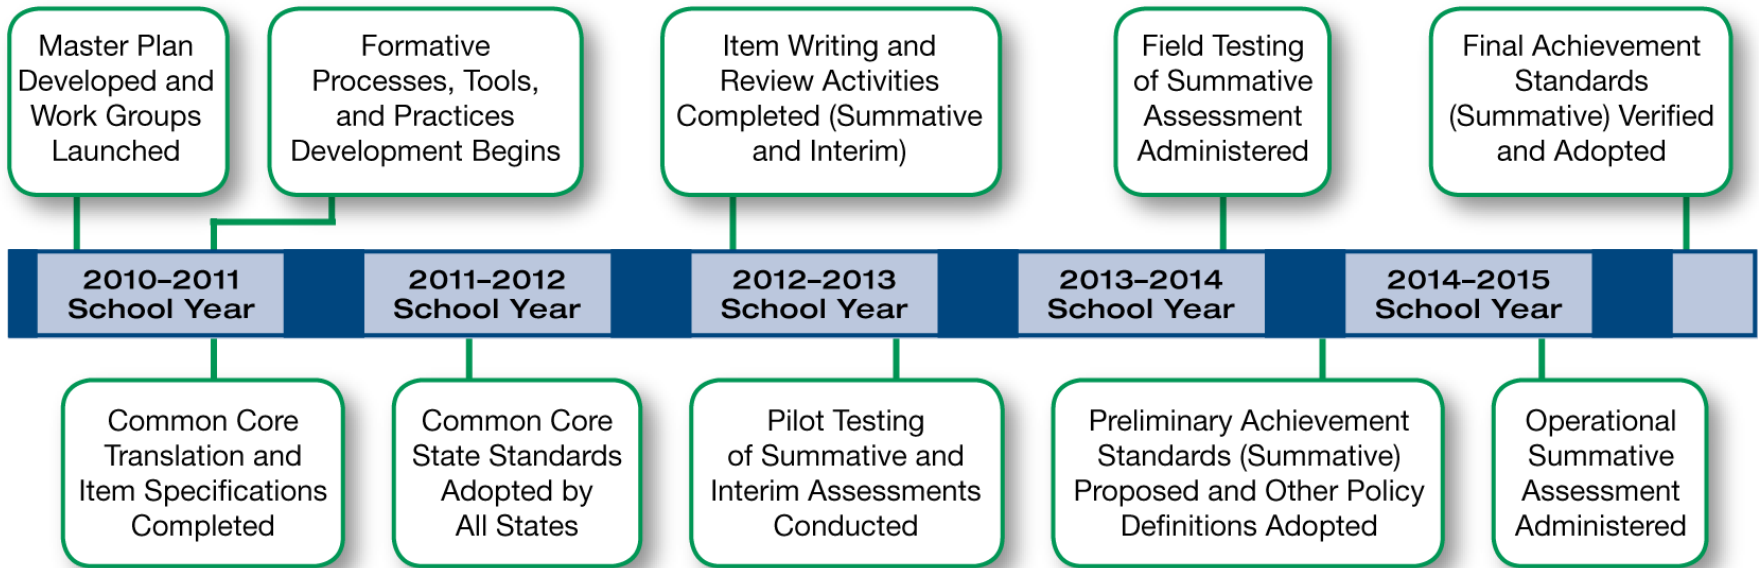 Master Plan
Developed and
Work Groups
Launched
Formative
Processes, Tools,
and Practices
Development Begins
Item Writing and
Review Activities
Completed (Summative
and Interim)
Field Testing
of Summative
Assessment
Administered
Final Achievement
Standards
(Summative) Verified
and Adopted
2010–2011
School Year
2011–2012
School Year
2012–2013
School Year
2013–2014
School Year
2014–2015
School Year
Common Core
Translation and
Item Specifications
Completed
Common Core
State Standards
Adopted by
All States
Pilot Testing
of Summative and
Interim Assessments
Conducted
Preliminary Achievement
Standards (Summative)
Proposed and Other Policy
Definitions Adopted
Operational
Summative
Assessment
Administered